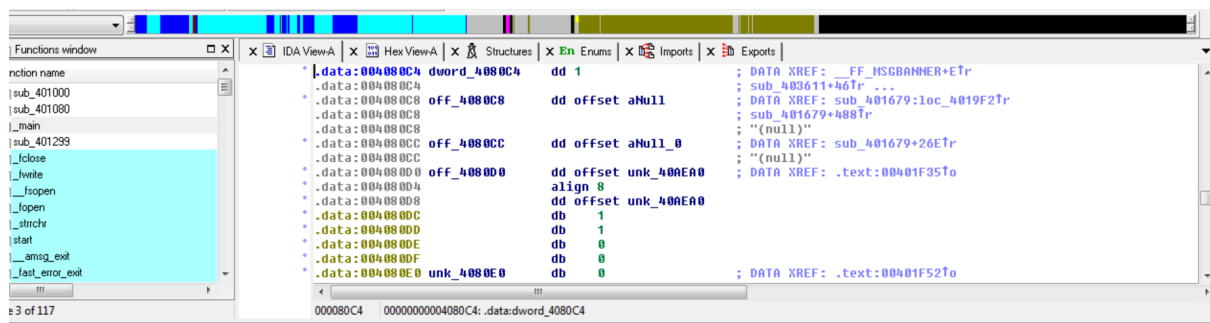 Functions window
IDA View-A Hex View-A Structures En Enums Imports Exports
nction name
sub_401000
sub_401080
_main
sub_401299
_fclose
_fwrite
__fsopen
_fopen
_strrchr
start
__amsg_exit
_fast_error_exit
e 3 of 117
.data:004080C4 dword_4080C4 dd 1 ; DATA XREF: __FF_MSGBANNER+E↑r
.data:004080C4 ; sub_403611+46↑r ...
.data:004080C8 off_4080C8 dd offset aNull ; DATA XREF: sub_401679:loc_4019F2↑r
.data:004080C8 ; sub_401679+488↑r
.data:004080C8 ; "(null)"
.data:004080CC off_4080CC dd offset aNull_0 ; DATA XREF: sub_401679+26E↑r
.data:004080CC ; "(null)"
.data:004080D0 off_4080D0 dd offset unk_40AEA0 ; DATA XREF: .text:00401F35↑o
.data:004080D4 align 8
.data:004080D8 dd offset unk_40AEA0
.data:004080DC db 1
.data:004080DD db 1
.data:004080DE db 0
.data:004080DF db 0
.data:004080E0 unk_4080E0 db 0 ; DATA XREF: .text:00401F52↑o
000080C4 00000000004080C4: .data:dword_4080C4